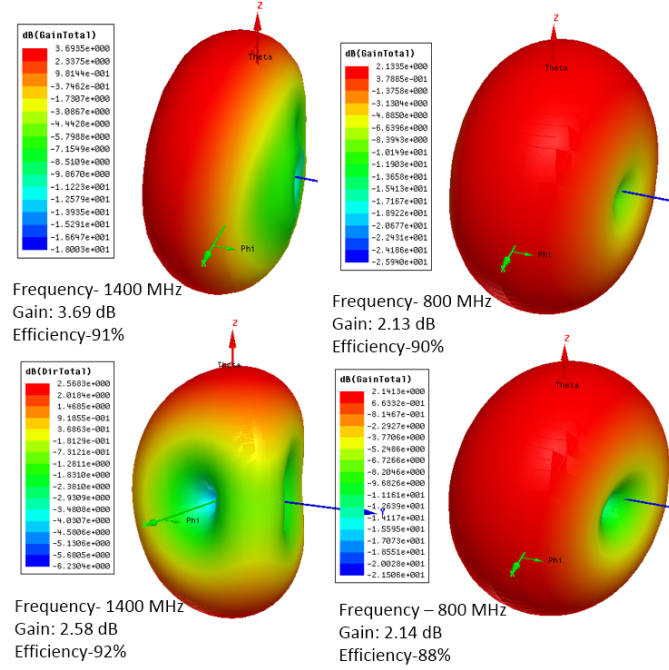 dB(GainTotal)
3.6935e+000
2.3375e+000
9.8144e-001
-3.7462e-001
-1.7307e+000
-3.0867e+000
-4.4428e+000
-5.7988e+000
-7.1549e+000
-8.5109e+000
-9.8670e+000
-1.1223e+001
-1.2579e+001
-1.3935e+001
-1.5291e+001
-1.6647e+001
-1.8003e+001
Z
Theta
Phi
X
Frequency- 1400 MHz
Gain: 3.69 dB
Efficiency-91%
dB(GainTotal)
2.1335e+000
3.7885e-001
-1.3758e+000
-3.1304e+000
-4.8850e+000
-6.6396e+000
-8.3943e+000
-1.0149e+001
-1.1903e+001
-1.3658e+001
-1.5413e+001
-1.7167e+001
-1.8922e+001
-2.0677e+001
-2.2431e+001
-2.4186e+001
-2.5940e+001
Z
Theta
Phi
X
Frequency- 800 MHz
Gain: 2.13 dB
Efficiency-90%
dB(DirTotal)
2.5683e+000
2.0184e+000
1.4685e+000
9.1855e-001
3.6863e-001
-1.8129e-001
-7.3121e-001
-1.2811e+000
-1.8310e+000
-2.3810e+000
-2.9309e+000
-3.4808e+000
-4.0307e+000
-4.5807e+000
-5.1306e+000
-5.6805e+000
-6.2304e+000
Z
Theta
Phi
Y
Frequency- 1400 MHz
Gain: 2.58 dB
Efficiency-92%
dB(GainTotal)
2.1413e+000
6.6332e-001
-8.1467e-001
-2.2927e+000
-3.7706e+000
-5.2486e+000
-6.7266e+000
-8.2046e+000
-9.6826e+000
-1.1161e+001
-1.2639e+001
-1.4117e+001
-1.5595e+001
-1.7073e+001
-1.8551e+001
-2.0028e+001
-2.1506e+001
Z
Theta
Phi
X
Frequency – 800 MHz
Gain: 2.14 dB
Efficiency-88%